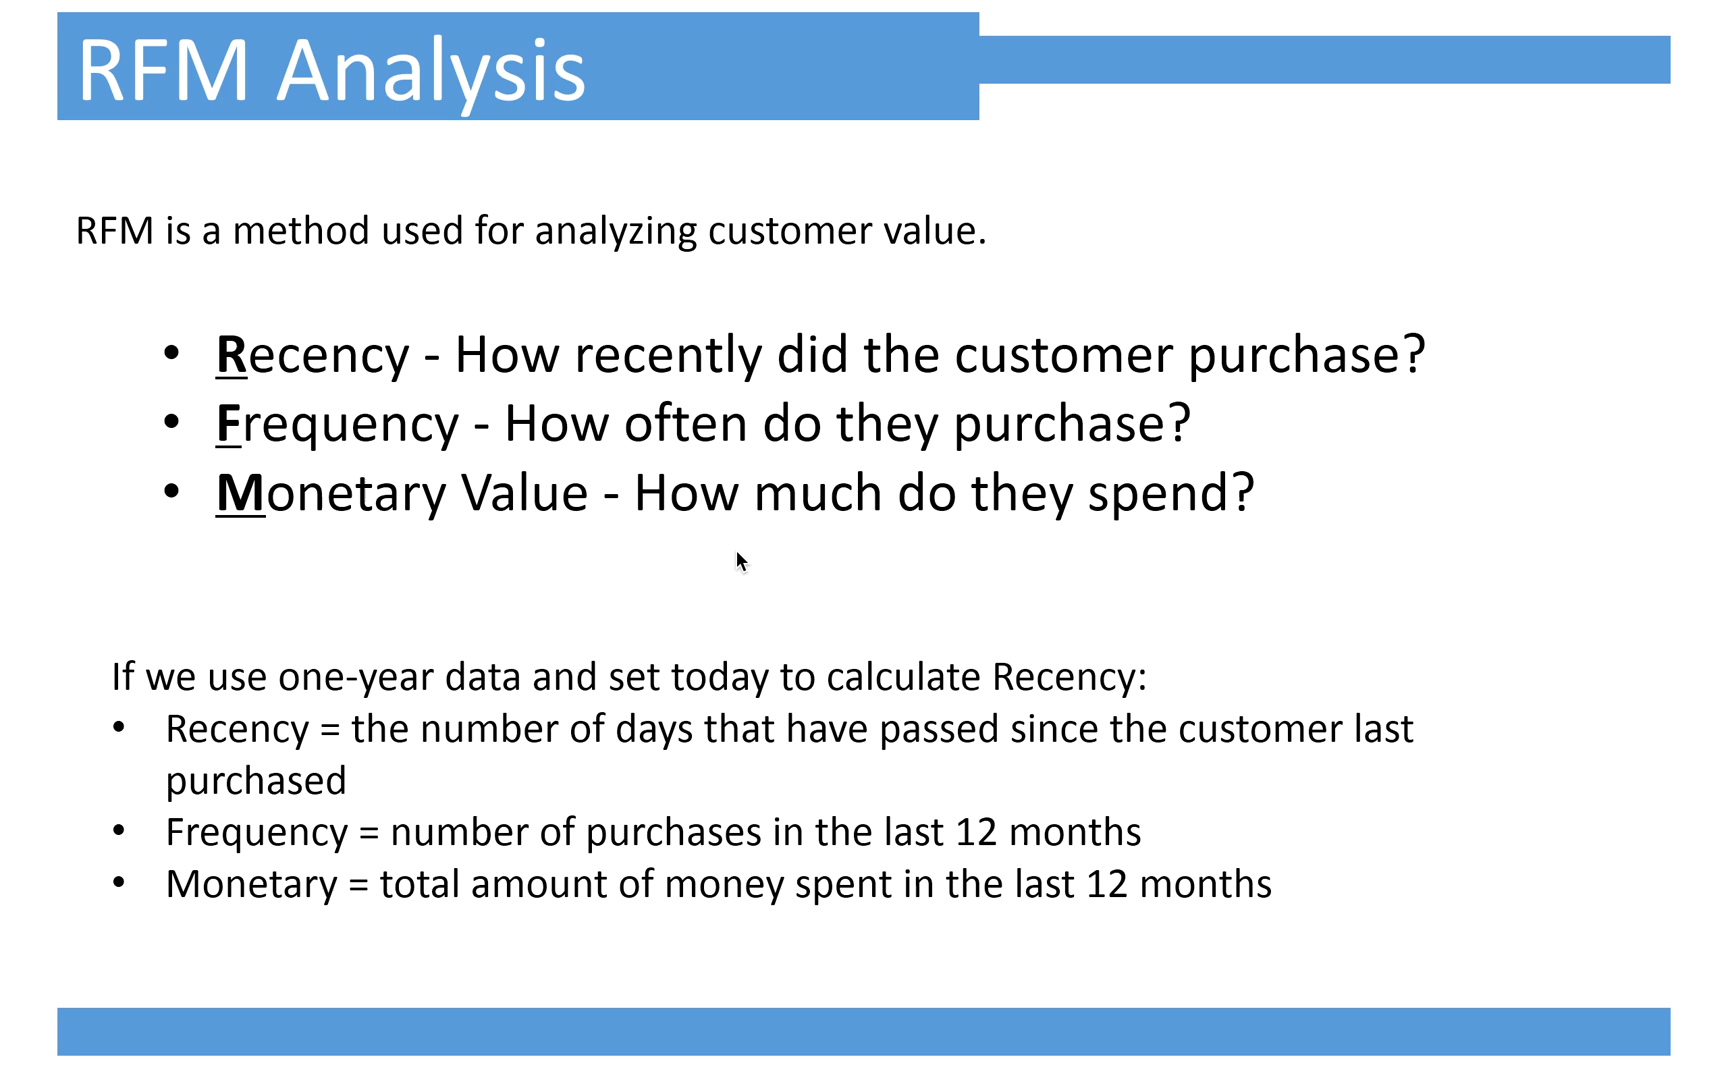 RFM Analysis
RFM is a method used for analyzing customer value.
• Recency - How recently did the customer purchase?
• Frequency - How often do they purchase?
• Monetary Value - How much do they spend?
If we use one-year data and set today to calculate Recency:
• Recency = the number of days that have passed since the customer last
purchased
• Frequency = number of purchases in the last 12 months
• Monetary = total amount of money spent in the last 12 months